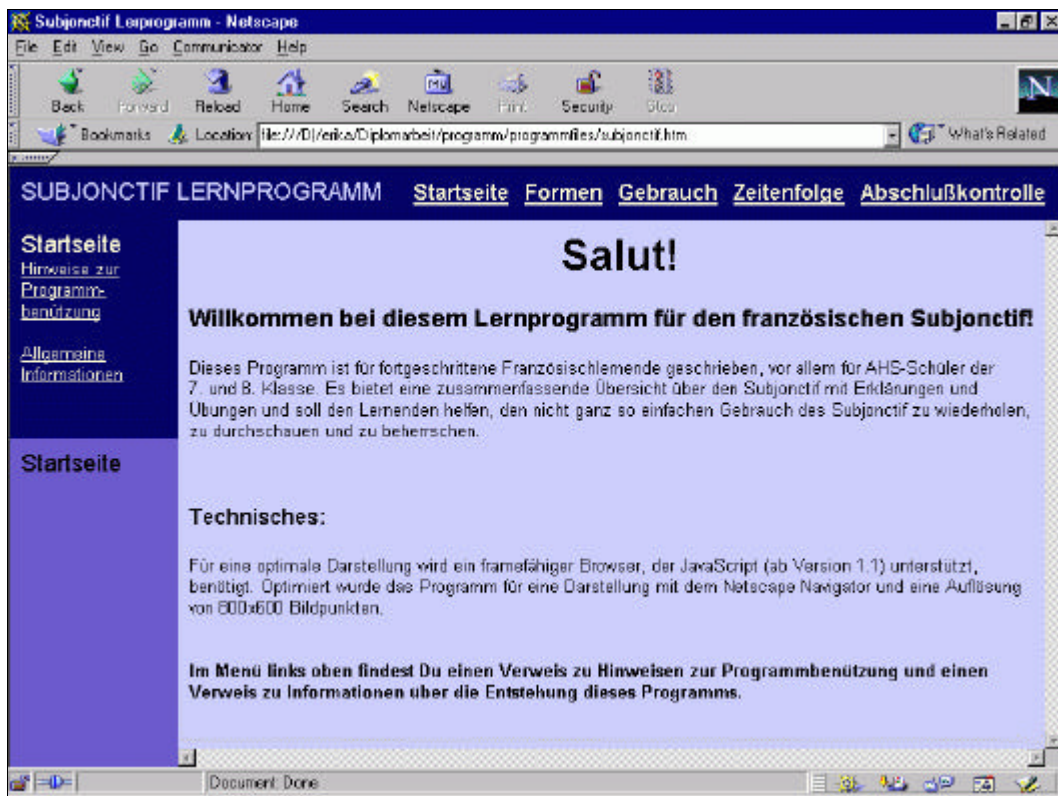 Subjonctif Lerprogramm - Netscape
File Edit View Go Communicator Help
Back Forward Reload Home Search Netscape Print Security Stop
Bookmarks Location: file:///D|/erika/Diplomarbeit/programm/programmfiles/subjonctif.htm What's Related
SUBJONCTIF LERNPROGRAMM Startseite Formen Gebrauch Zeitenfolge Abschlußkontrolle
Startseite
Hinweise zur
Programm-
benützung
Allgemeine
Informationen
Startseite
Salut!
Willkommen bei diesem Lernprogramm für den französischen Subjonctif!
Dieses Programm ist für fortgeschrittene Französischlernende geschrieben, vor allem für AHS-Schüler der
7. und 8. Klasse. Es bietet eine zusammenfassende Übersicht über den Subjonctif mit Erklärungen und
Übungen und soll den Lernenden helfen, den nicht ganz so einfachen Gebrauch des Subjonctif zu wiederholen,
zu durchschauen und zu beherrschen.
Technisches:
Für eine optimale Darstellung wird ein framefähiger Browser, der JavaScript (ab Version 1.1) unterstützt,
benötigt. Optimiert wurde das Programm für eine Darstellung mit dem Netscape Navigator und eine Auflösung
von 800x600 Bildpunkten.
Im Menü links oben findest Du einen Verweis zu Hinweisen zur Programmbenützung und einen
Verweis zu Informationen über die Entstehung dieses Programms.
Document: Done